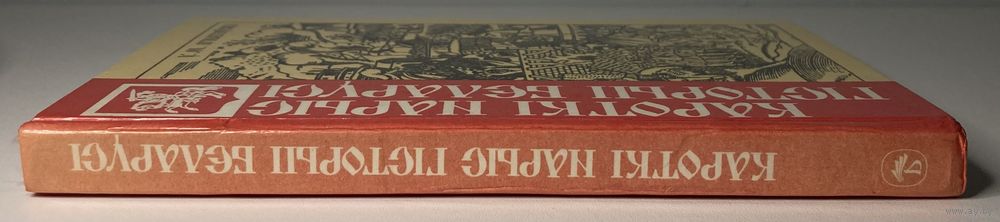 КАРОТКІ НАРЫС
ГІСТОРЫІ БЕЛАРУСІ
КАРОТКІ НАРЫС ГІСТОРЫІ БЕЛАРУСІ